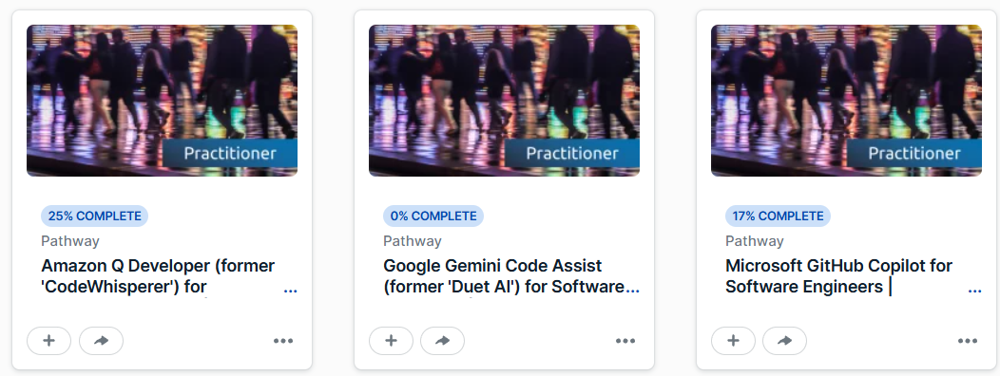 Practitioner
25% COMPLETE
Pathway
Amazon Q Developer (former
'CodeWhisperer') for
...
Practitioner
0% COMPLETE
Pathway
Google Gemini Code Assist
(former 'Duet AI') for Software...
Practitioner
17% COMPLETE
Pathway
Microsoft GitHub Copilot for
Software Engineers |
...